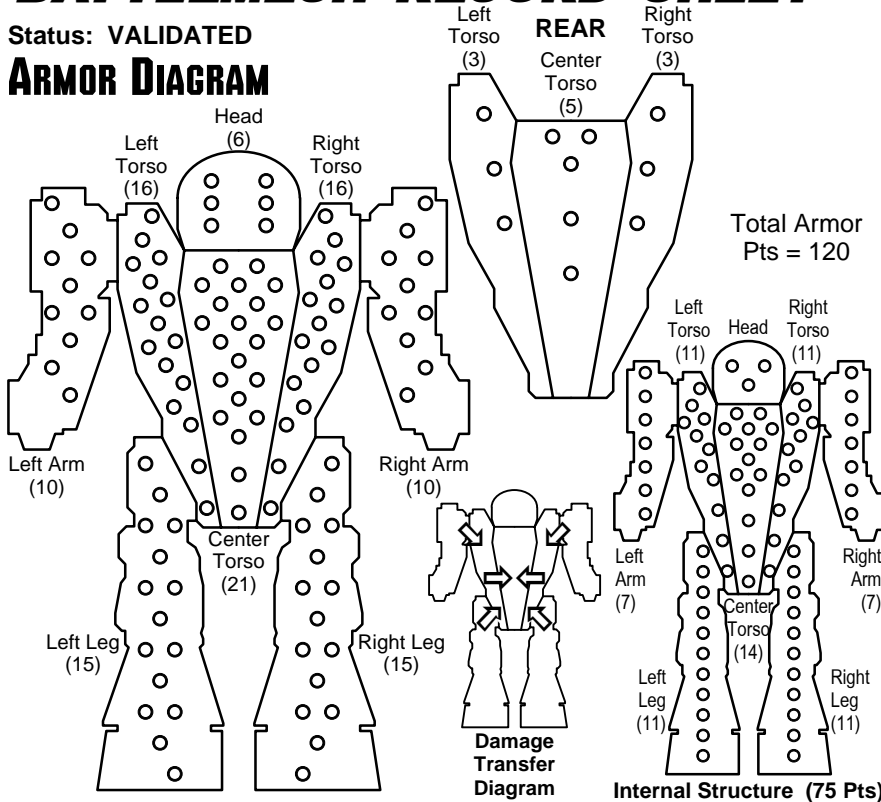 BATTLEMECH RECORD SHEET
Status: VALIDATED
ARMOR DIAGRAM
Head
(6)
Left
Torso
(16)
Right
Torso
(16)
Left Arm
(10)
Right Arm
(10)
Center
Torso
(21)
Left Leg
(15)
Right Leg
(15)
Left
Torso
(3)
REAR
Center
Torso
(5)
Right
Torso
(3)
Total Armor
Pts = 120
Damage
Transfer
Diagram
Left
Torso
(11)
Head
Right
Torso
(11)
Left
Arm
(7)
Right
Arm
(7)
Center
Torso
(14)
Left
Leg
(11)
Right
Leg
(11)
Internal Structure (75 Pts)